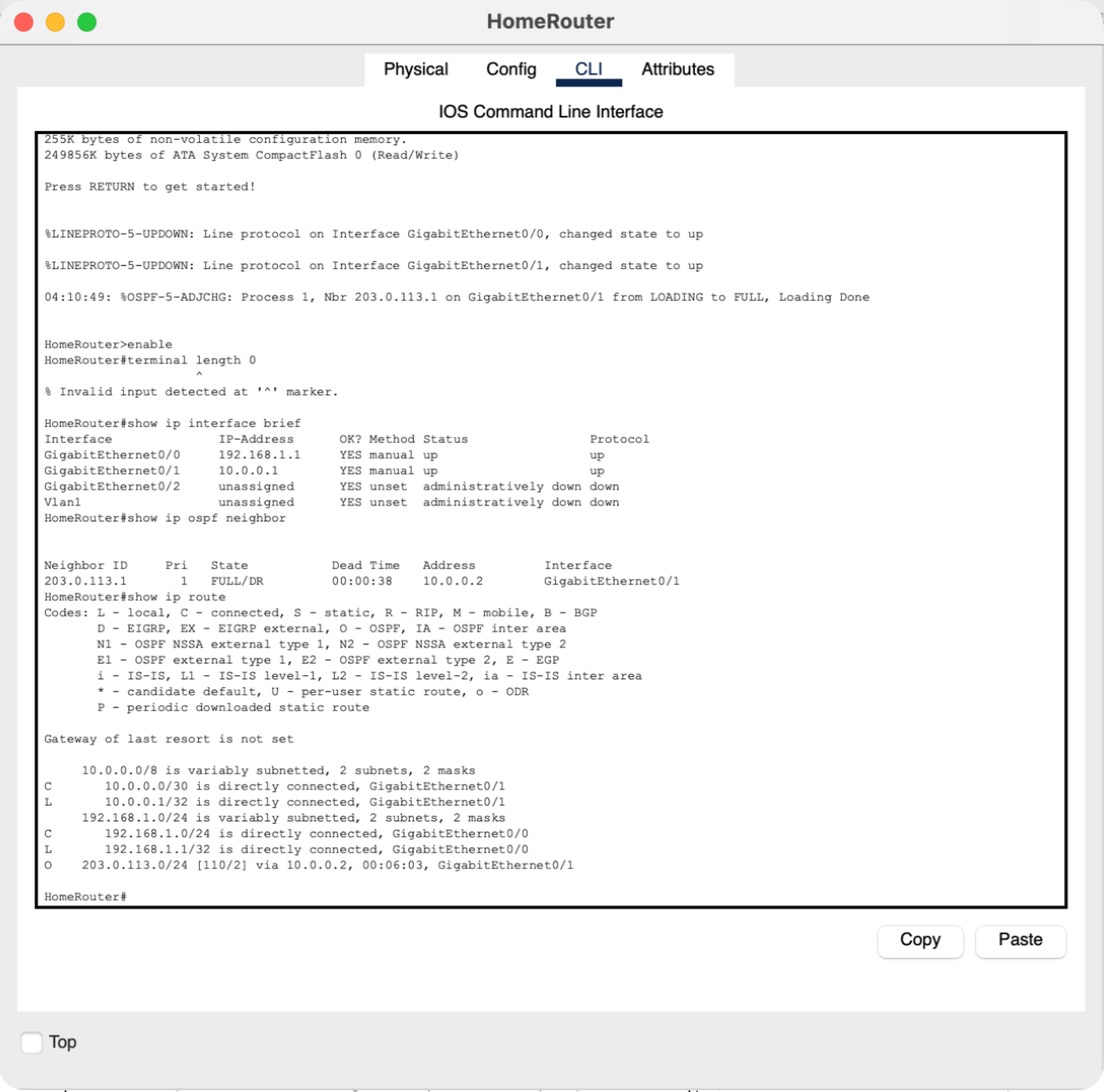 HomeRouter
Physical Config CLI Attributes
IOS Command Line Interface
255K bytes of non-volatile configuration memory.
249856K bytes of ATA System CompactFlash 0 (Read/Write)
Press RETURN to get started!
%LINEPROTO-5-UPDOWN: Line protocol on Interface GigabitEthernet0/0, changed state to up
%LINEPROTO-5-UPDOWN: Line protocol on Interface GigabitEthernet0/1, changed state to up
04:10:49: %OSPF-5-ADJCHG: Process 1, Nbr 203.0.113.1 on GigabitEthernet0/1 from LOADING to FULL, Loading Done
HomeRouter>enable
HomeRouter#terminal length 0
^
% Invalid input detected at '^' marker.
HomeRouter#show ip interface brief
Interface              IP-Address      OK? Method Status                Protocol
GigabitEthernet0/0     192.168.1.1     YES manual up                    up
GigabitEthernet0/1     10.0.0.1        YES manual up                    up
GigabitEthernet0/2     unassigned      YES unset  administratively down down
Vlan1                  unassigned      YES unset  administratively down down
HomeRouter#show ip ospf neighbor
Neighbor ID     Pri   State           Dead Time   Address         Interface
203.0.113.1       1   FULL/DR         00:00:38    10.0.0.2        GigabitEthernet0/1
HomeRouter#show ip route
Codes: L - local, C - connected, S - static, R - RIP, M - mobile, B - BGP
D - EIGRP, EX - EIGRP external, O - OSPF, IA - OSPF inter area
N1 - OSPF NSSA external type 1, N2 - OSPF NSSA external type 2
E1 - OSPF external type 1, E2 - OSPF external type 2, E - EGP
i - IS-IS, L1 - IS-IS level-1, L2 - IS-IS level-2, ia - IS-IS inter area
* - candidate default, U - per-user static route, o - ODR
P - periodic downloaded static route
Gateway of last resort is not set
10.0.0.0/8 is variably subnetted, 2 subnets, 2 masks
C       10.0.0.0/30 is directly connected, GigabitEthernet0/1
L       10.0.0.1/32 is directly connected, GigabitEthernet0/1
192.168.1.0/24 is variably subnetted, 2 subnets, 2 masks
C       192.168.1.0/24 is directly connected, GigabitEthernet0/0
L       192.168.1.1/32 is directly connected, GigabitEthernet0/0
O    203.0.113.0/24 [110/2] via 10.0.0.2, 00:06:03, GigabitEthernet0/1
HomeRouter#
Copy Paste
Top